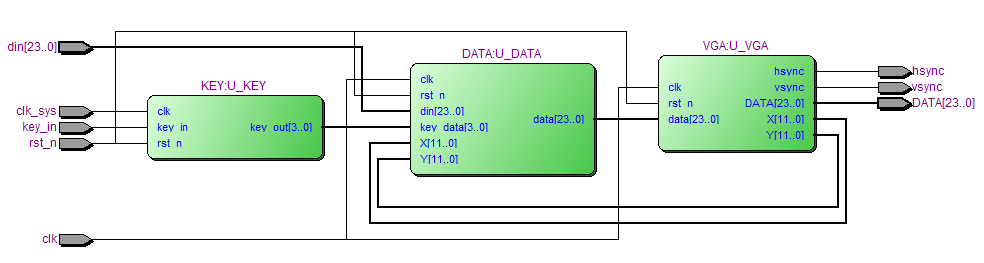 din[23..0]
clk_sys
key_in
rst_n
clk
KEY:U_KEY
clk
key_in
rst_n
key_out[3..0]
DATA:U_DATA
clk
rst_n
din[23..0]
key_data[3..0]
X[11..0]
Y[11..0]
data[23..0]
VGA:U_VGA
clk
rst_n
data[23..0]
hsync
vsync
DATA[23..0]
X[11..0]
Y[11..0]
hsync
vsync
DATA[23..0]